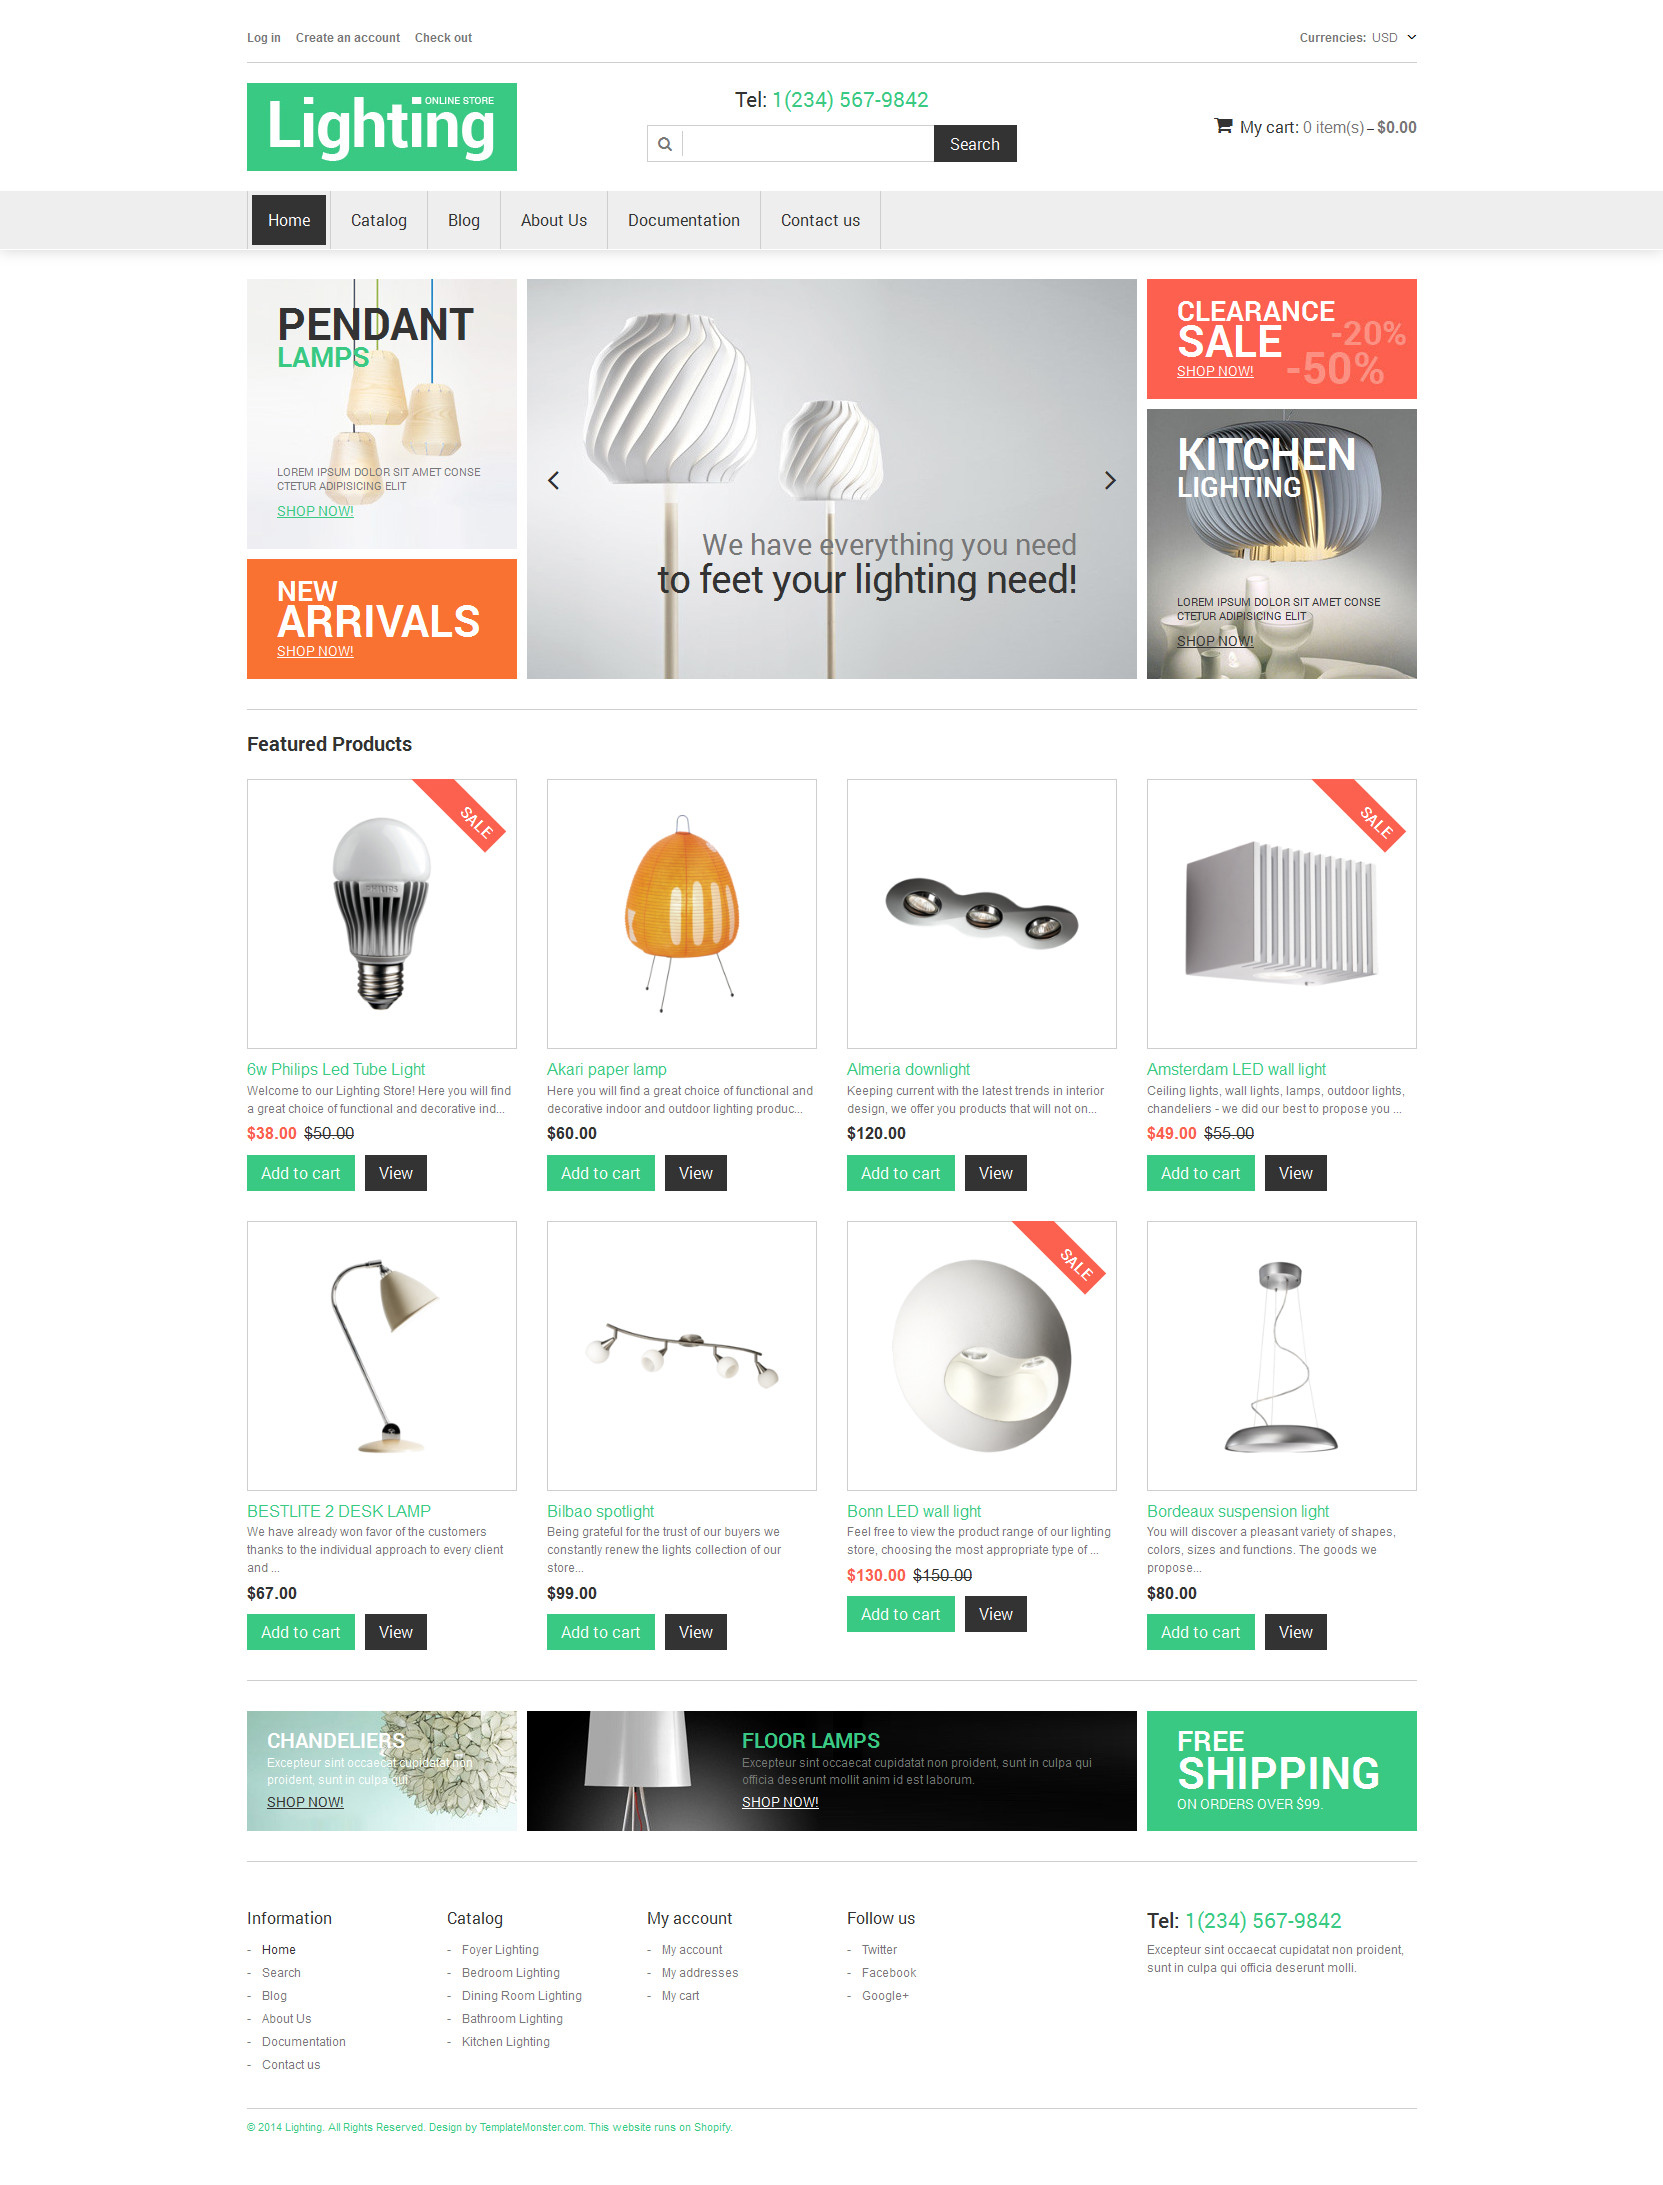 Log in Create an account Check out
Currencies: USD
Lighting ONLINE STORE
Tel: 1(234) 567-9842
Search
My cart: 0 item(s) – $0.00
Home Catalog Blog About Us Documentation Contact us
PENDANT
LAMPS
LOREM IPSUM DOLOR SIT AMET CONSE
CTETUR ADIPISICING ELIT
SHOP NOW!
NEW
ARRIVALS
SHOP NOW!
We have everything you need
to feet your lighting need!
CLEARANCE
SALE -20%
SHOP NOW! -50%
KITCHEN
LIGHTING
LOREM IPSUM DOLOR SIT AMET CONSE
CTETUR ADIPISICING ELIT
SHOP NOW!
Featured Products
SALE
PHILIPS
6w Philips Led Tube Light
Welcome to our Lighting Store! Here you will find
a great choice of functional and decorative ind...
$38.00 $50.00
Add to cart View
Akari paper lamp
Here you will find a great choice of functional and
decorative indoor and outdoor lighting produc...
$60.00
Add to cart View
Almeria downlight
Keeping current with the latest trends in interior
design, we offer you products that will not on...
$120.00
Add to cart View
SALE
Amsterdam LED wall light
Ceiling lights, wall lights, lamps, outdoor lights,
chandeliers - we did our best to propose you ...
$49.00 $55.00
Add to cart View
BESTLITE 2 DESK LAMP
We have already won favor of the customers
thanks to the individual approach to every client
and ...
$67.00
Add to cart View
Bilbao spotlight
Being grateful for the trust of our buyers we
constantly renew the lights collection of our
store...
$99.00
Add to cart View
SALE
Bonn LED wall light
Feel free to view the product range of our lighting
store, choosing the most appropriate type of ...
$130.00 $150.00
Add to cart View
Bordeaux suspension light
You will discover a pleasant variety of shapes,
colors, sizes and functions. The goods we
propose...
$80.00
Add to cart View
CHANDELIERS
Excepteur sint occaecat cupidatat non
proident, sunt in culpa qui
SHOP NOW!
FLOOR LAMPS
Excepteur sint occaecat cupidatat non proident, sunt in culpa qui
officia deserunt mollit anim id est laborum.
SHOP NOW!
FREE
SHIPPING
ON ORDERS OVER $99.
Information
- Home
- Search
- Blog
- About Us
- Documentation
- Contact us
Catalog
- Foyer Lighting
- Bedroom Lighting
- Dining Room Lighting
- Bathroom Lighting
- Kitchen Lighting
My account
- My account
- My addresses
- My cart
Follow us
- Twitter
- Facebook
- Google+
Tel: 1(234) 567-9842
Excepteur sint occaecat cupidatat non proident,
sunt in culpa qui officia deserunt molli.
© 2014 Lighting. All Rights Reserved. Design by TemplateMonster.com. This website runs on Shopify.